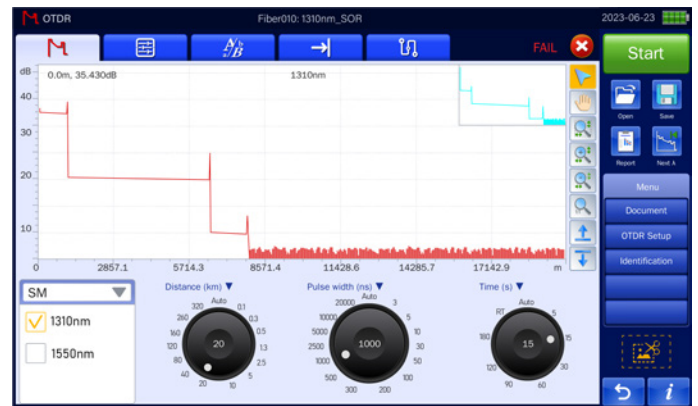 OTDR
Fiber010: 1310nm_SOR
2023-06-23
A/B
FAIL
Start
dB
0.0m, 35.430dB
1310nm
40
30
20
10
0
2857.1
5714.3
8571.4
11428.6
14285.7
17142.9
m
Open
Save
Report
Next λ
Menu
Document
OTDR Setup
Identification
SM
1310nm
1550nm
Distance (km)
Auto
0.1
0.3
0.5
1.3
2.5
5
10
20
40
80
120
160
260
320
20
Pulse width (ns)
Auto
3
5
10
30
50
100
200
300
500
1000
2500
5000
10000
20000
1000
Time (s)
Auto
5
15
30
60
90
120
180
RT
15
i